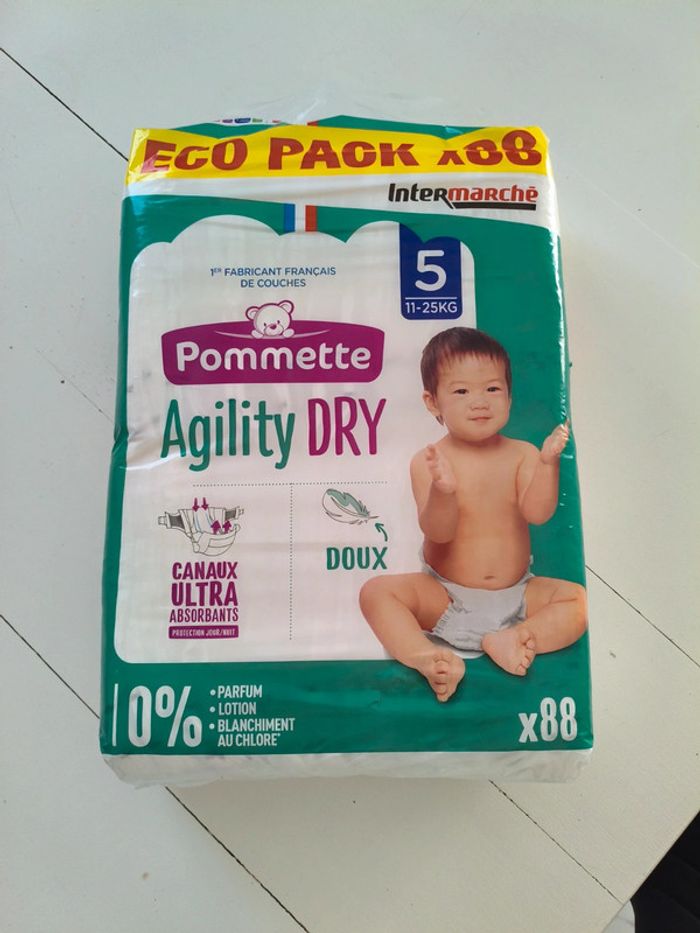 ECO PACK x88
Intermarchē
1ER FABRICANT FRANÇAIS
DE COUCHES
5
11-25KG
Pommette
Agility DRY
CANAUX
ULTRA
ABSORBANTS
PROTECTION JOUR/NUIT
DOUX
0%
• PARFUM
• LOTION
• BLANCHIMENT
AU CHLORE*
x88